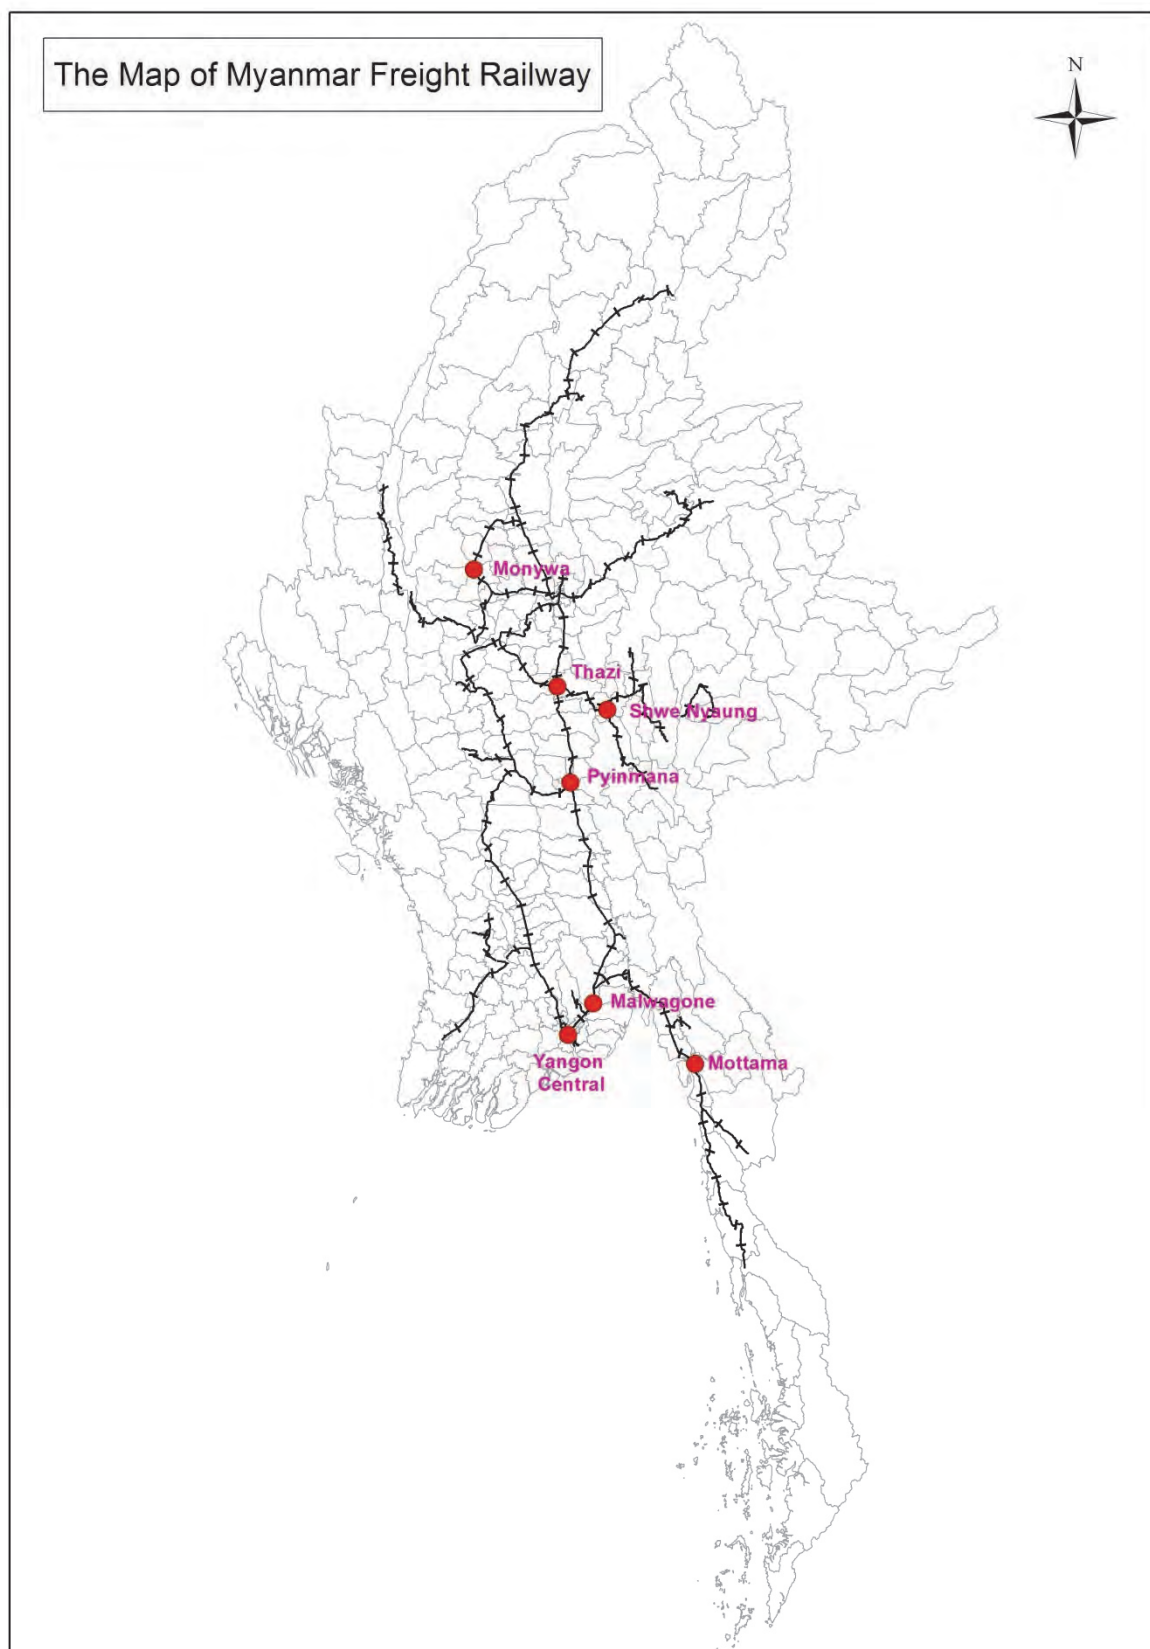 The Map of Myanmar Freight Railway
N
Monywa
Thazi
Shwe Nyaung
Pyinmana
Malwagone
Yangon
Central
Mottama